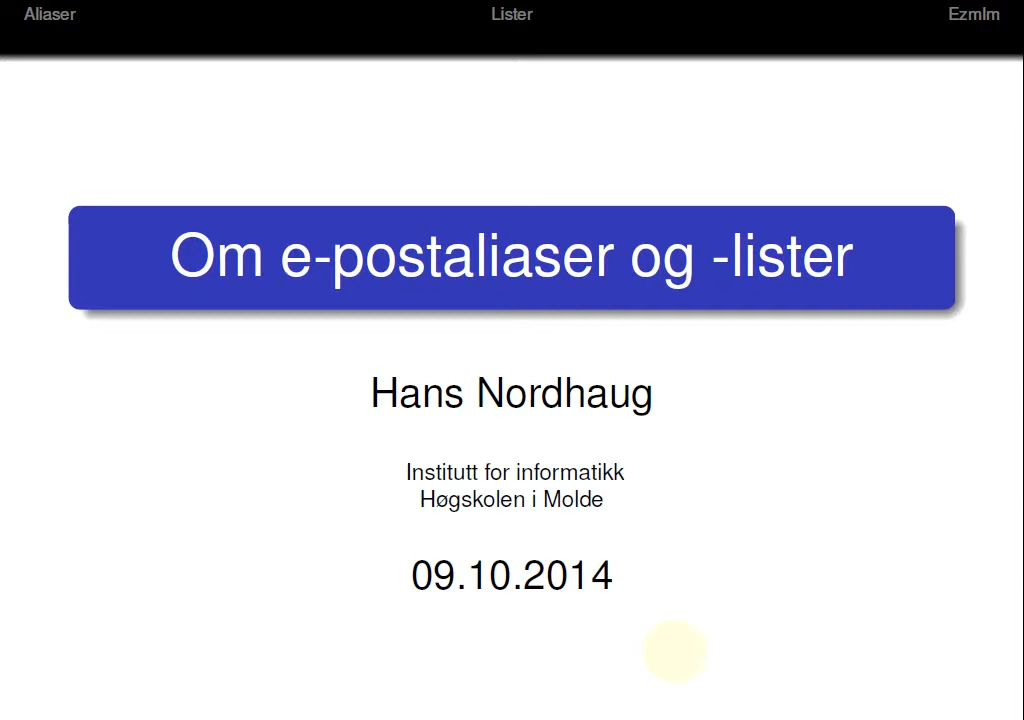 Aliaser Lister Ezmlm
Om e-postaliaser og -lister
Hans Nordhaug
Institutt for informatikk
Høgskolen i Molde
09.10.2014